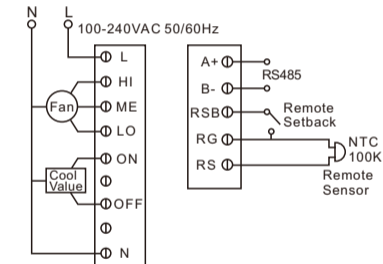 N L
100-240VAC 50/60Hz
L
HI
Fan
ME
LO
ON
Cool
Value
OFF
N
A+
RS485
B-
RSB
Remote
Setback
RG
NTC
100K
RS
Remote
Sensor